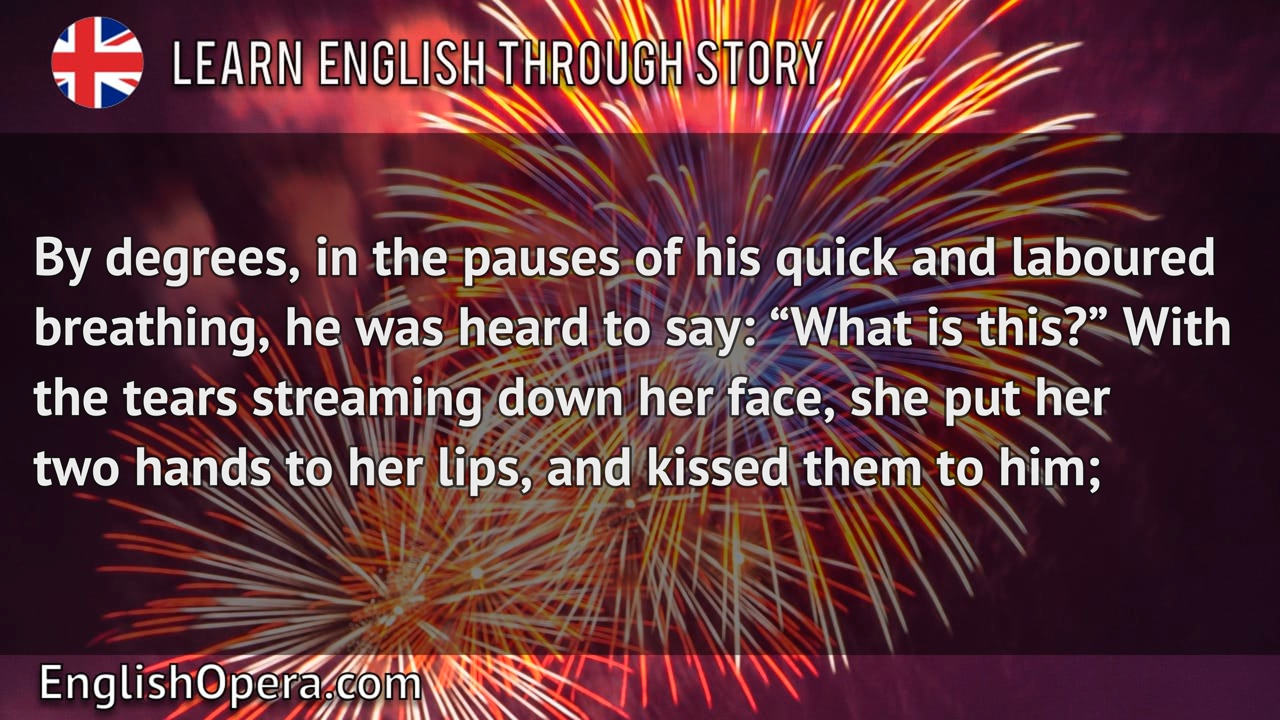 LEARN ENGLISH THROUGH STORY
By degrees, in the pauses of his quick and laboured
breathing, he was heard to say: “What is this?” With
the tears streaming down her face, she put her
two hands to her lips, and kissed them to him;
EnglishOpera.com